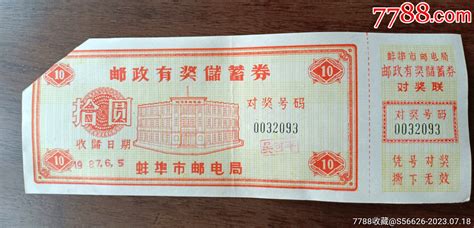 7788.com
10
邮政有奖储蓄券
10
拾圆
对奖号码
0032093
收储日期
1987.6.5
蚌埠市邮电局
10
10
蚌埠市邮电局
邮政有奖储蓄券
对奖联
对奖号码
0032093
凭号对奖
撕下无效
7788收藏@S56626-2023.07.18